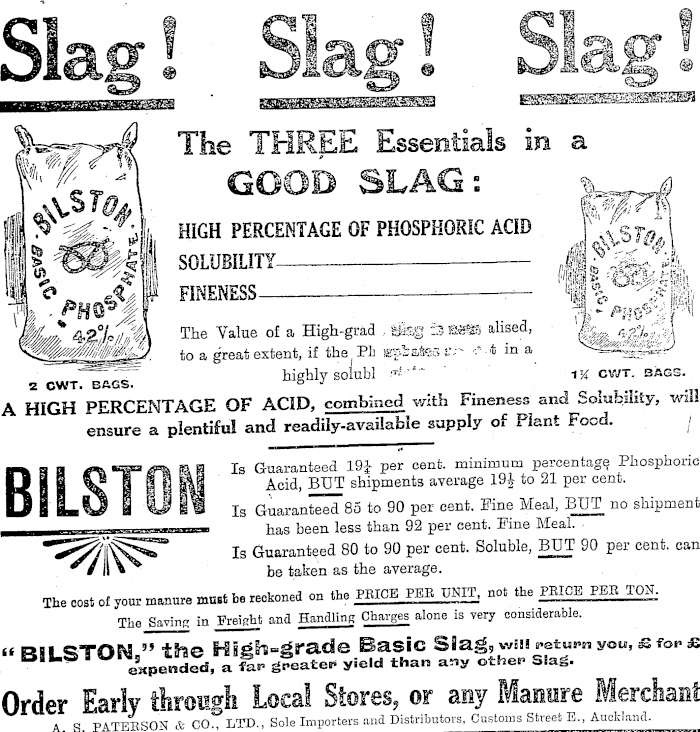 Slag! Slag! Slag!
The THREE Essentials in a
GOOD SLAG:
BILSTON
BASIC PHOSPHATE
42%
2 CWT. BAGS.
HIGH PERCENTAGE OF PHOSPHORIC ACID
SOLUBILITY
FINENESS
The Value of a High-grad alised,
to a great extent, if the Ph in a
highly solubl
BILSTON
BASIC PHOSPHATE
42%
1¼ CWT. BAGS.
A HIGH PERCENTAGE OF ACID, combined with Fineness and Solubility, will
ensure a plentiful and readily-available supply of Plant Food.
BILSTON
Is Guaranteed 19¼ per cent. minimum percentage Phosphoric
Acid, BUT shipments average 19½ to 21 per cent.
Is Guaranteed 85 to 90 per cent. Fine Meal, BUT no shipment
has been less than 92 per cent. Fine Meal.
Is Guaranteed 80 to 90 per cent. Soluble, BUT 90 per cent. can
be taken as the average.
The cost of your manure must be reckoned on the PRICE PER UNIT, not the PRICE PER TON.
The Saving in Freight and Handling Charges alone is very considerable.
"BILSTON," the High-grade Basic Slag, will return you, £ for £
expended, a far greater yield than any other Slag.
Order Early through Local Stores, or any Manure Merchant
A. S. PATERSON & CO., LTD., Sole Importers and Distributors, Customs Street E., Auckland.